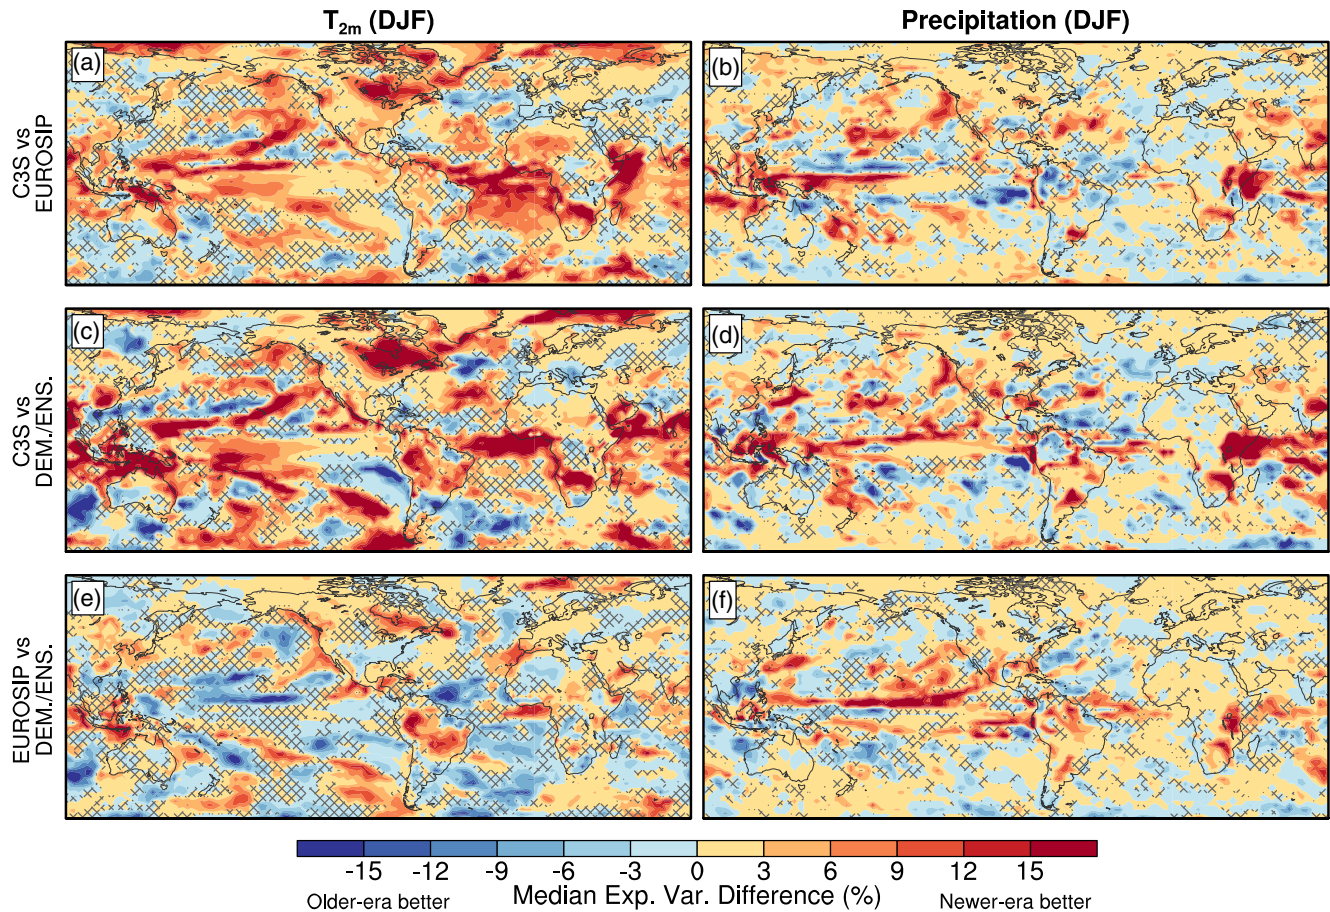 T2m (DJF)
Precipitation (DJF)
C3S vs
EUROSIP
(a)
(b)
C3S vs
DEM./ENS.
(c)
(d)
EUROSIP vs
DEM./ENS.
(e)
(f)
-15 -12 -9 -6 -3 0 3 6 9 12 15
Older-era better
Median Exp. Var. Difference (%)
Newer-era better